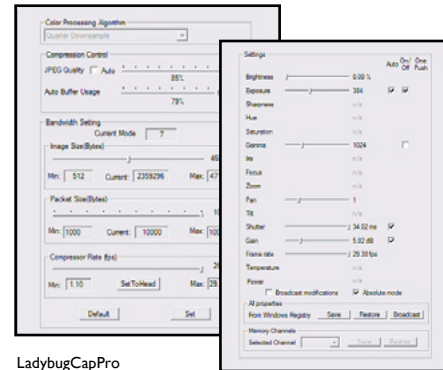 Color Processing Algorithm
Quarter Downsample
Compression Control
JPEG Quality Auto
85%
Auto Buffer Usage
79%
Bandwidth Setting
Current Mode 7
Image Size(Bytes)
Min: 512 Current: 2359296 Max:
Packet Size(Bytes)
Min: 1000 Current: 10000 Max:
Compressor Rate (fps)
Min: 1.10 SetToHead Max:
Default Set
Settings
Auto On/Off One Push
Brightness 0.00 %
Exposure 384
Sharpness n/a
Hue n/a
Saturation n/a
Gamma 1024
Iris n/a
Focus n/a
Zoom n/a
Pan 1
Tilt n/a
Shutter 34.02 ms
Gain 5.82 dB
Frame rate 29.30 fps
Temperature n/a
Power n/a
Broadcast modifications Absolute mode
All properties
From Windows Registry Save Restore Broadcast
Memory Channels
Selected Channel Save Restore
LadybugCapPro